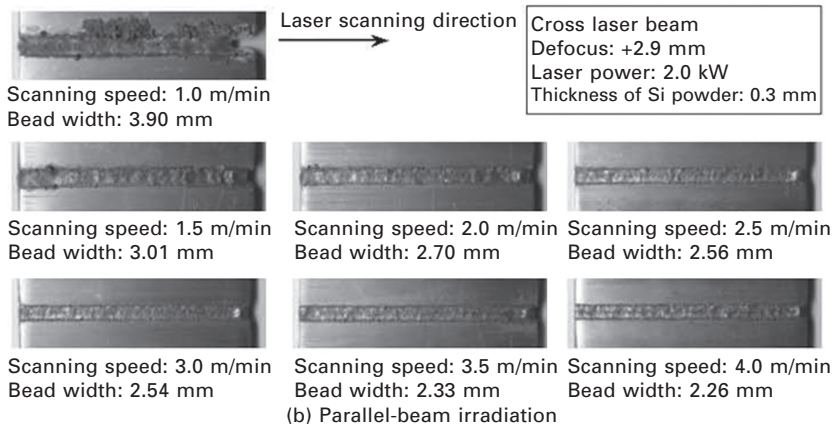 Laser scanning direction
Cross laser beam
Defocus: +2.9 mm
Laser power: 2.0 kW
Thickness of Si powder: 0.3 mm
Scanning speed: 1.0 m/min
Bead width: 3.90 mm
Scanning speed: 1.5 m/min
Bead width: 3.01 mm
Scanning speed: 2.0 m/min
Bead width: 2.70 mm
Scanning speed: 2.5 m/min
Bead width: 2.56 mm
Scanning speed: 3.0 m/min
Bead width: 2.54 mm
Scanning speed: 3.5 m/min
Bead width: 2.33 mm
Scanning speed: 4.0 m/min
Bead width: 2.26 mm
(b) Parallel-beam irradiation